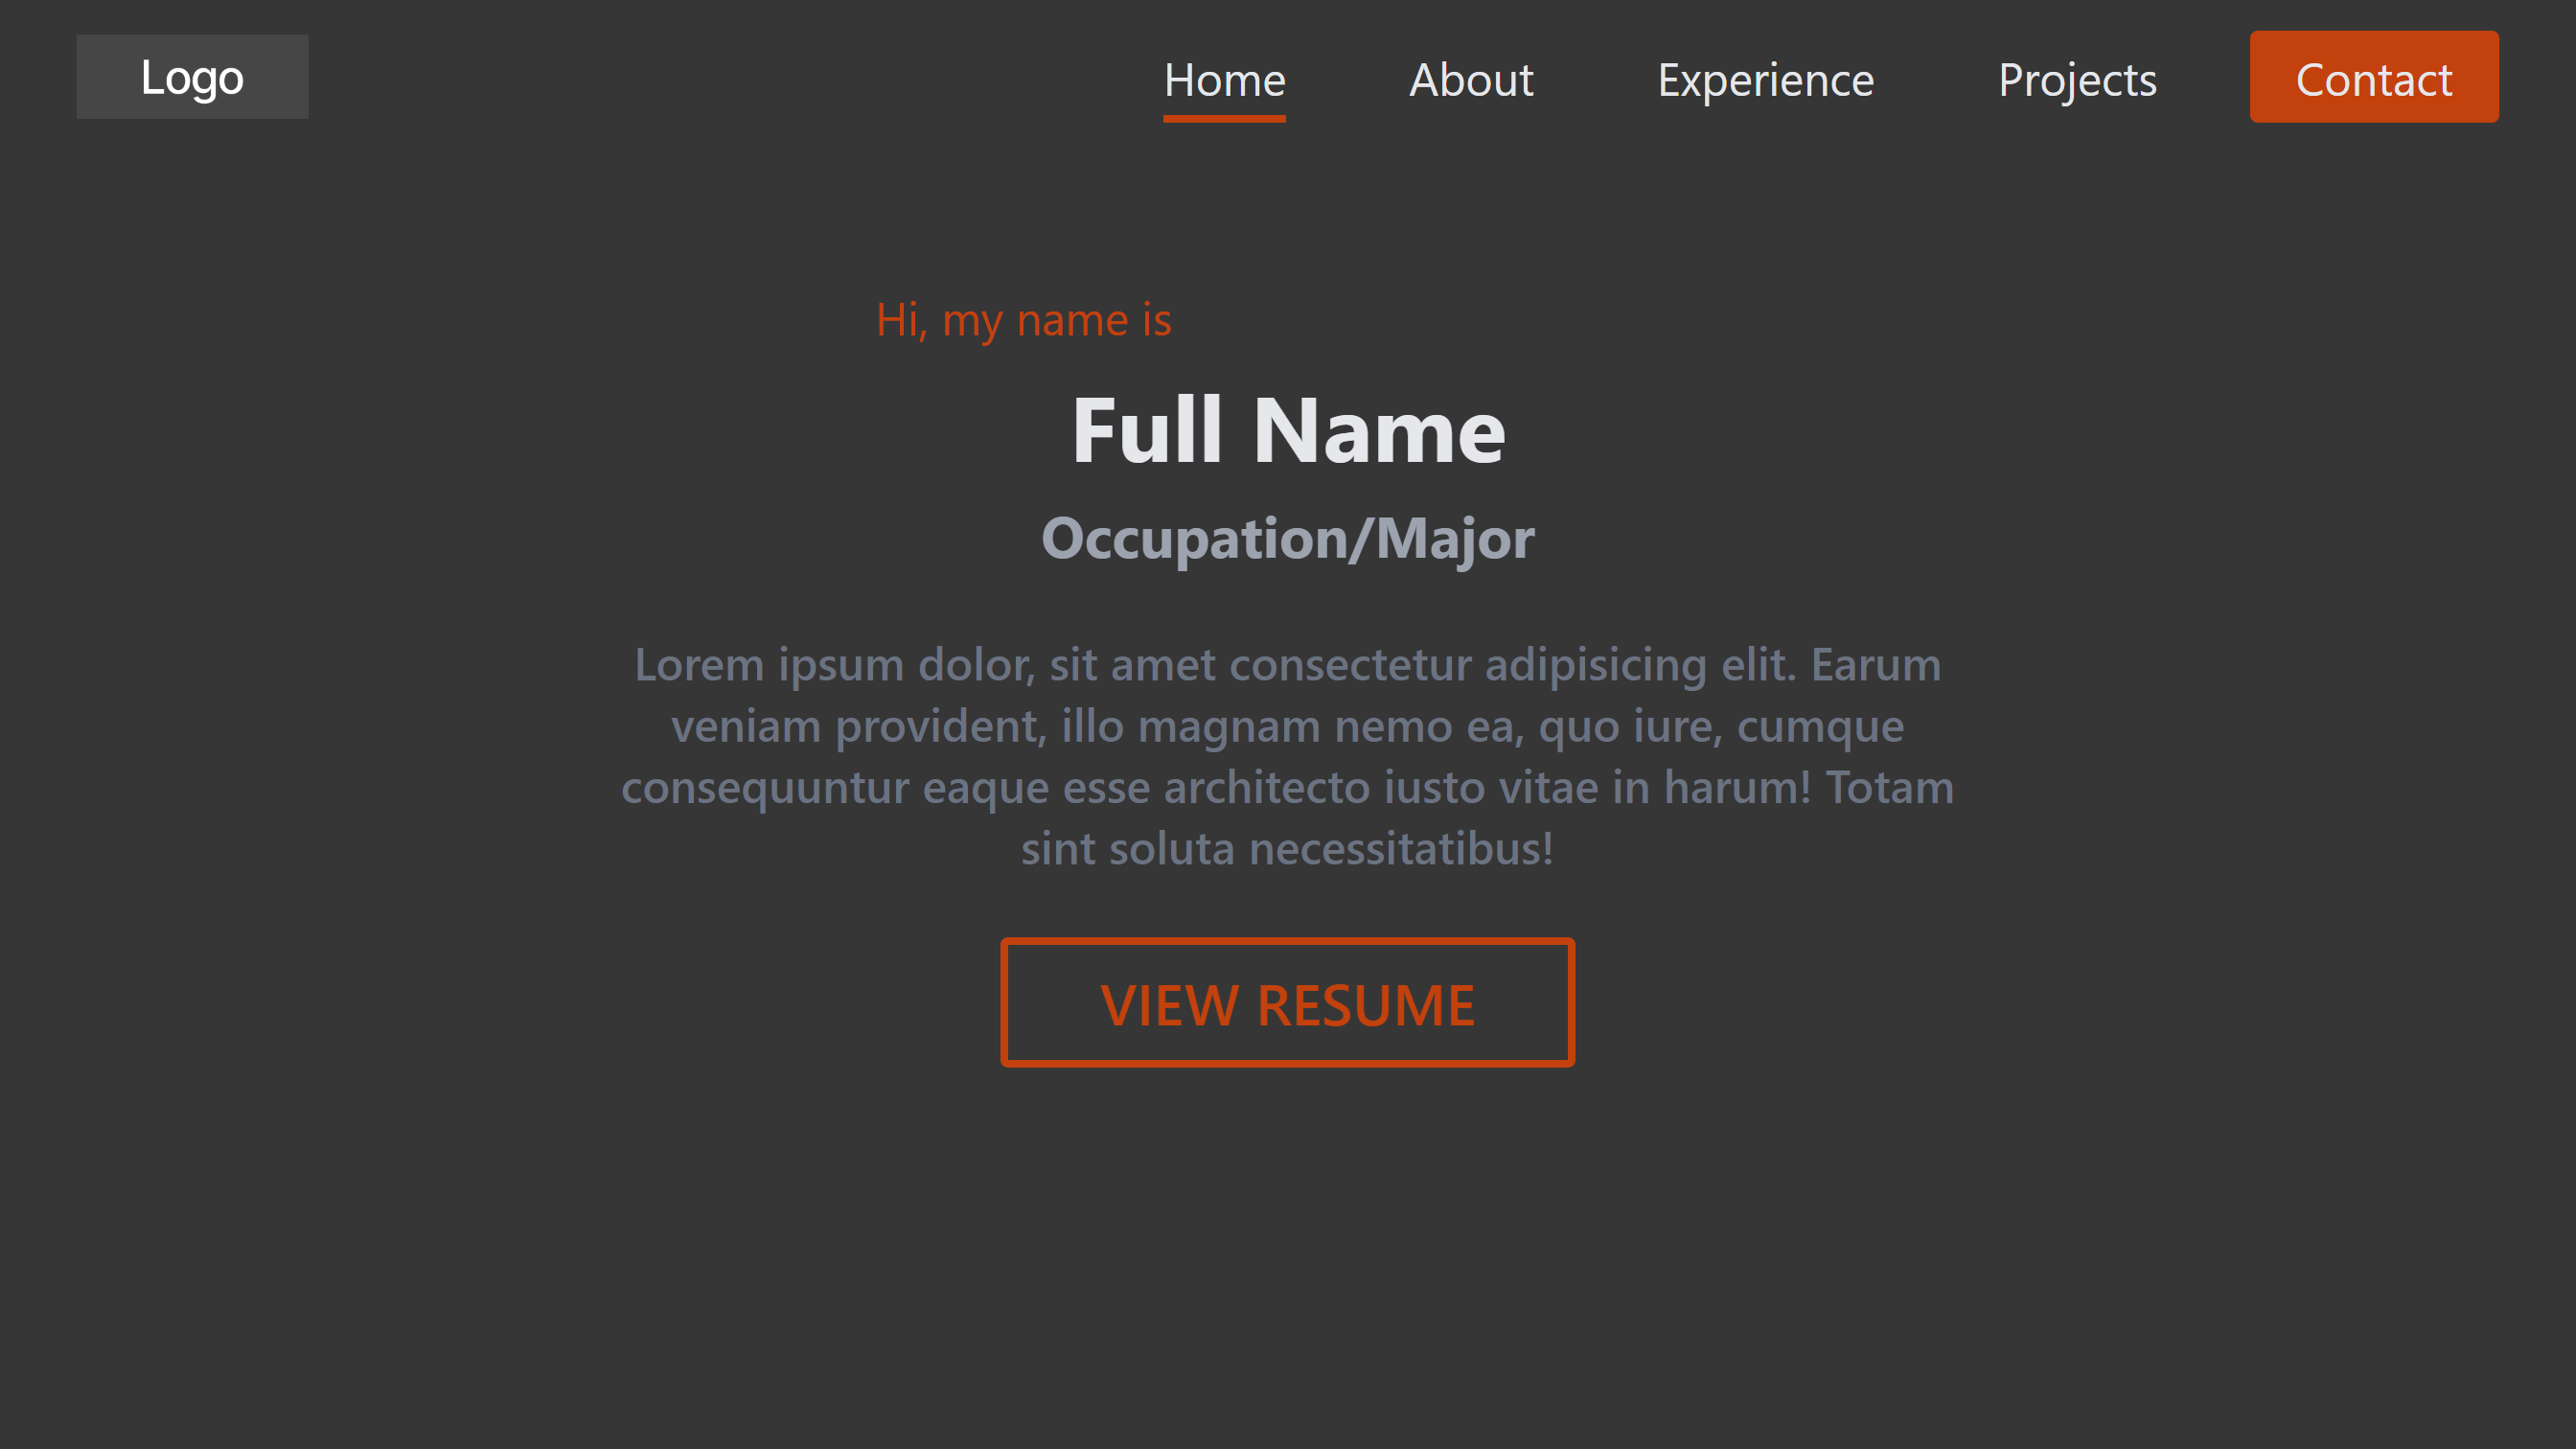 Logo
Home
About
Experience
Projects
Contact
Hi, my name is
Full Name
Occupation/Major
Lorem ipsum dolor, sit amet consectetur adipisicing elit. Earum
veniam provident, illo magnam nemo ea, quo iure, cumque
consequuntur eaque esse architecto iusto vitae in harum! Totam
sint soluta necessitatibus!
VIEW RESUME